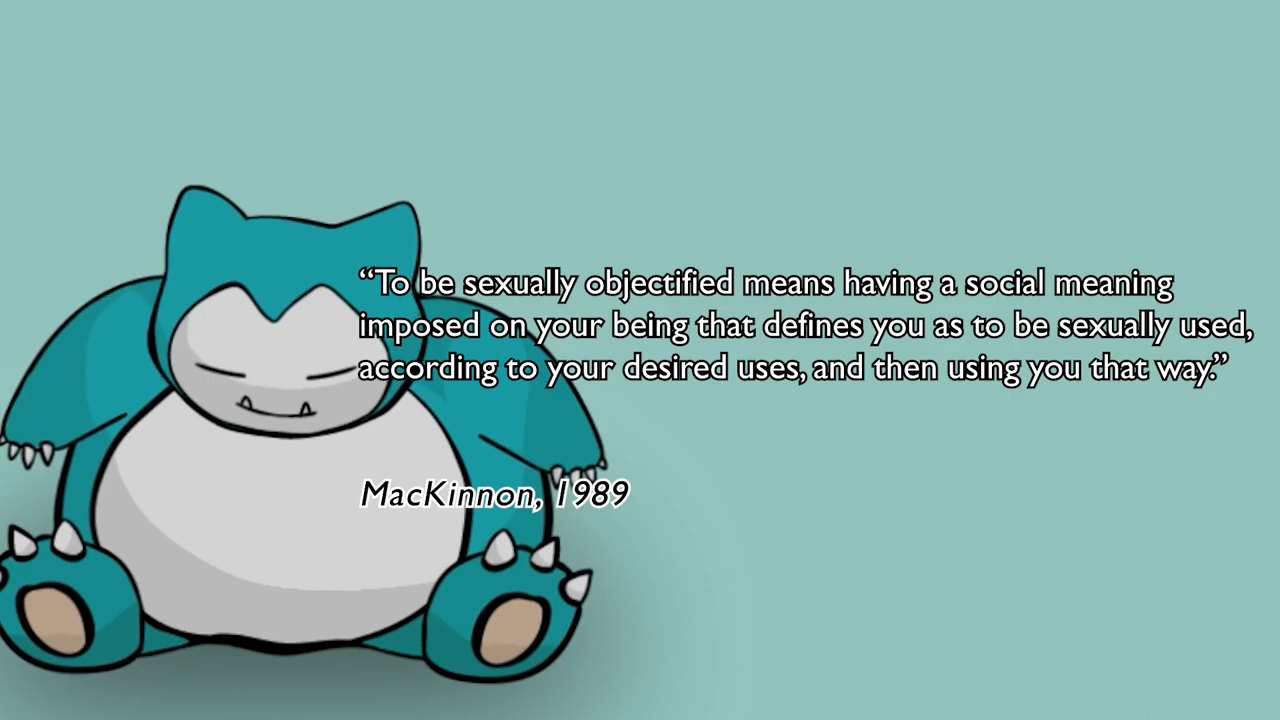 “To be sexually objectified means having a social meaning
imposed on your being that defines you as to be sexually used,
according to your desired uses, and then using you that way.”
MacKinnon, 1989